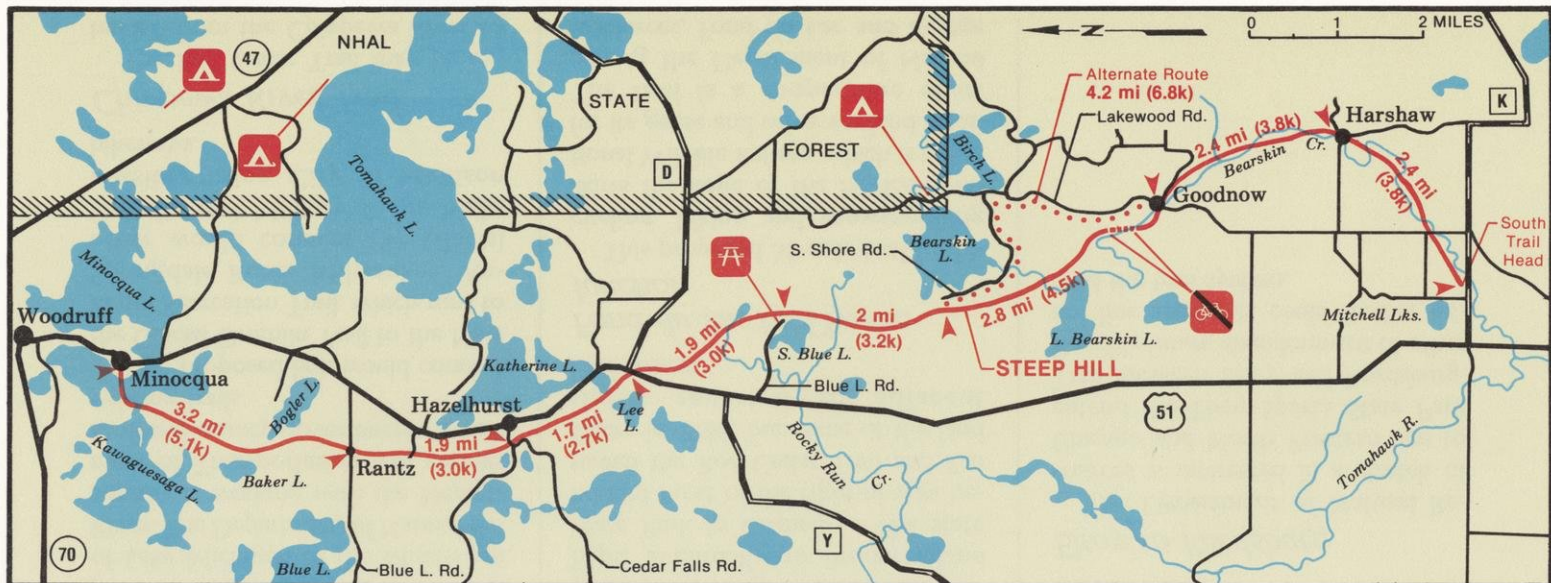 NHAL
47
STATE
FOREST
D
K
N
0 1 2 MILES
Alternate Route
4.2 mi (6.8k)
Lakewood Rd.
Birch L.
2.4 mi (3.8k)
Bearskin
Cr.
Harshaw
2.4 mi
(3.8k)
Goodnow
South
Trail
Head
Tomahawk L.
Minocqua L.
Woodruff
Minocqua
S. Shore Rd.
Bearskin
L.
2.8 mi (4.5k)
2 mi
(3.2k)
1.9 mi
(3.0k)
S. Blue L.
STEEP HILL
L. Bearskin L.
Mitchell Lks.
Blue L. Rd.
51
Katherine L.
Hazelhurst
Lee
L.
1.7 mi
(2.7k)
Bogler L.
3.2 mi
(5.1k)
1.9 mi
(3.0k)
Rantz
Kawaguesaga L.
Baker L.
Rocky Run
Cr.
Tomahawk R.
Y
70
Blue L.
Blue L. Rd.
Cedar Falls Rd.